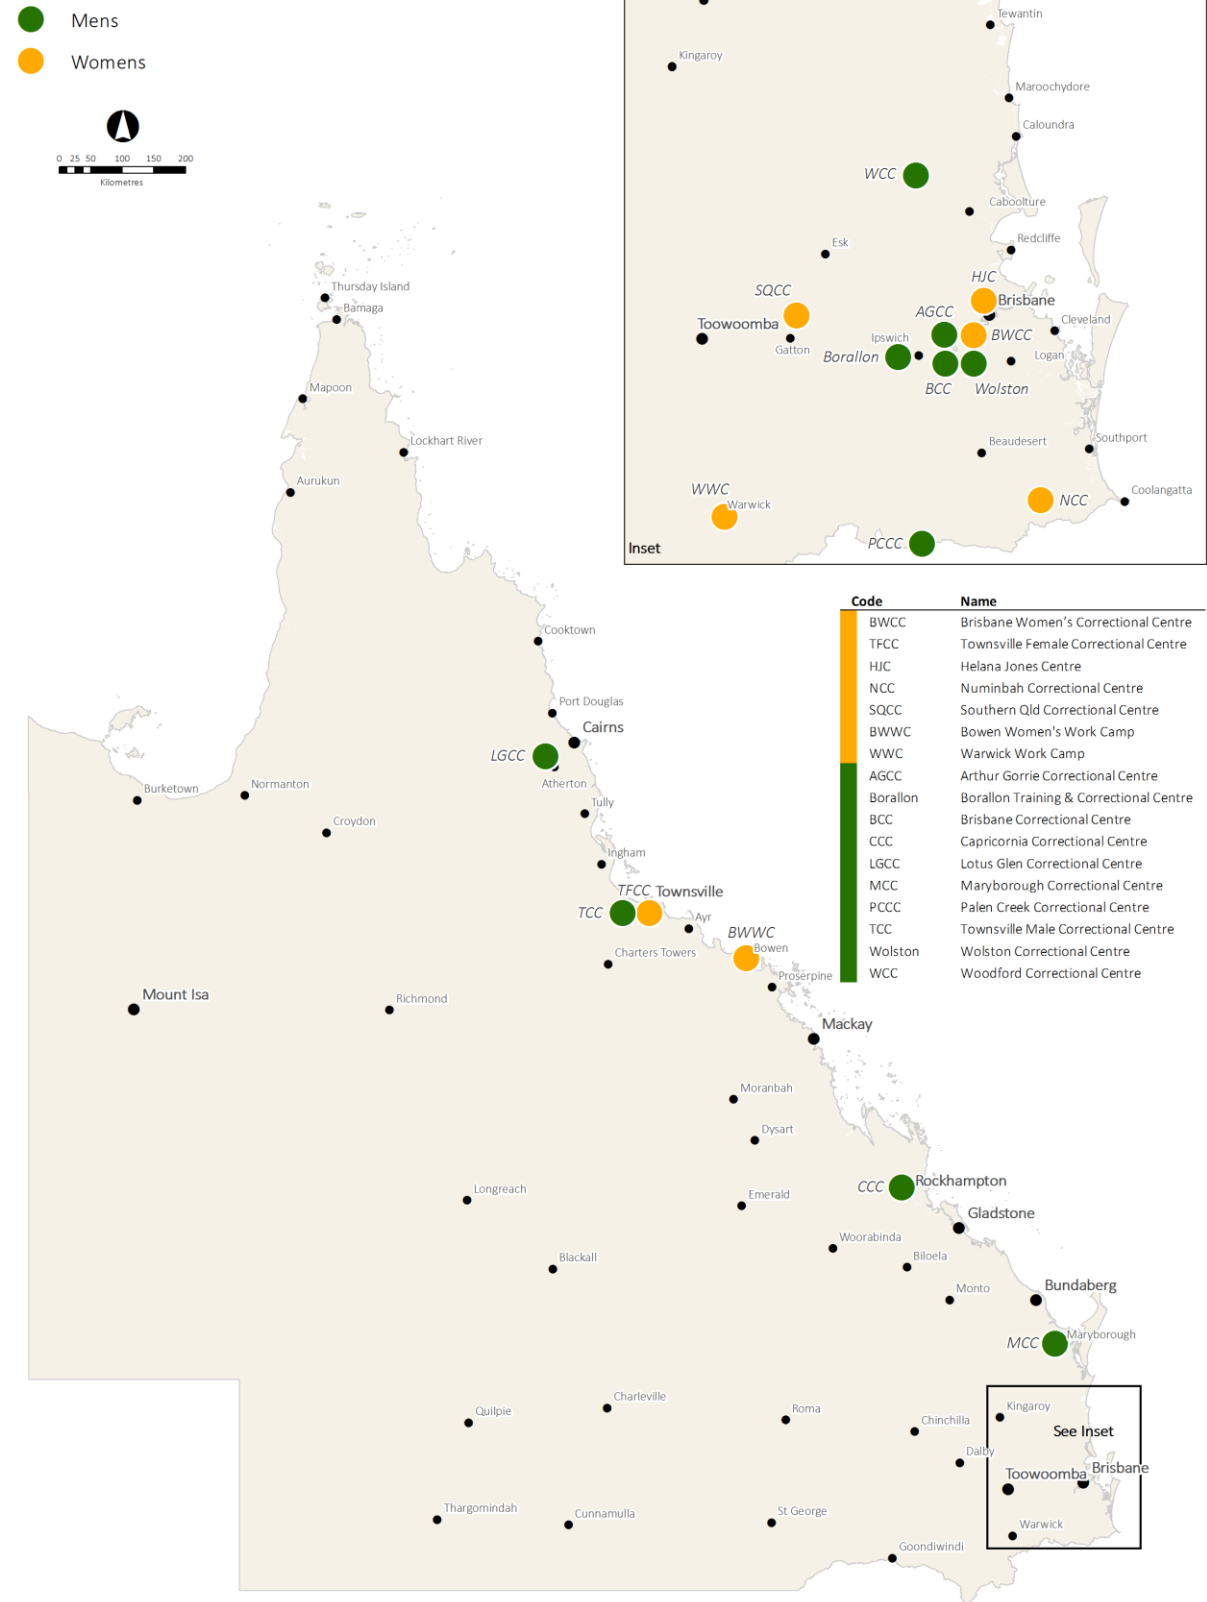 Mens
Womens
0 25 50 100 150 200
Kilometres
Tewantin
Kingaroy
Maroochydore
Caloundra
WCC
Caboolture
Redcliffe
Esk
HJC
SQCC
Brisbane
AGCC
Cleveland
Toowoomba
Ipswich
BWCC
Gatton
Borallon
Logan
BCC
Wolston
Beaudesert
Southport
WWC
Warwick
Coolangatta
NCC
PCCC
Inset
Thursday Island
Bamaga
Mapoon
Lockhart River
Aurukun
Cooktown
Port Douglas
Cairns
LGCC
Atherton
Burketown
Normanton
Tully
Croydon
Ingham
TFCC Townsville
TCC
Ayr
BWWC
Bowen
Charters Towers
Proserpine
Mount Isa
Richmond
Mackay
Moranbah
Dysart
CCC
Rockhampton
Longreach
Emerald
Gladstone
Woorabinda
Biloela
Blackall
Monto
Bundaberg
MCC
Maryborough
Charleville
Quilpie
Roma
Chinchilla
Kingaroy
See Inset
Dalby
Toowoomba
Brisbane
Thargomindah
Cunnamulla
St George
Warwick
Goondiwindi
Code Name
BWCC Brisbane Women’s Correctional Centre
TFCC Townsville Female Correctional Centre
HJC Helana Jones Centre
NCC Numinbah Correctional Centre
SQCC Southern Qld Correctional Centre
BWWC Bowen Women's Work Camp
WWC Warwick Work Camp
AGCC Arthur Gorrie Correctional Centre
Borallon Borallon Training & Correctional Centre
BCC Brisbane Correctional Centre
CCC Capricornia Correctional Centre
LGCC Lotus Glen Correctional Centre
MCC Maryborough Correctional Centre
PCCC Palen Creek Correctional Centre
TCC Townsville Male Correctional Centre
Wolston Wolston Correctional Centre
WCC Woodford Correctional Centre